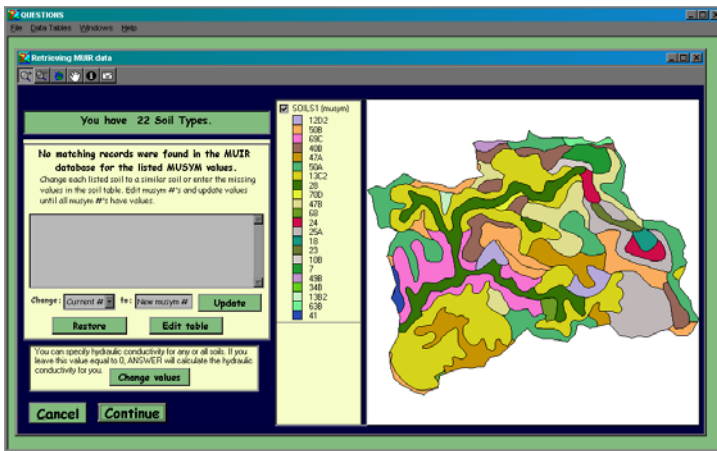 QUESTIONS
File Data Tables Windows Help
Retrieving MUIR data
You have 22 Soil Types.
No matching records were found in the MUIR
database for the listed MUSYM values.
Change each listed soil to a similar soil or enter the missing
values in the soil table. Edit musym #'s and update values
until all musym #'s have values.
Change: Current # to: New musym # Update
Restore Edit table
You can specify hydraulic conductivity for any or all soils. If you
leave this value equal to 0, ANSWER will calculate the hydraulic
conductivity for you.
Change values
Cancel Continue
SOILS1 (musym)
12D2
50B
69C
40B
47A
50A
13C2
28
70D
47B
68
24
25A
18
23
10B
7
49B
34B
13B2
63B
41